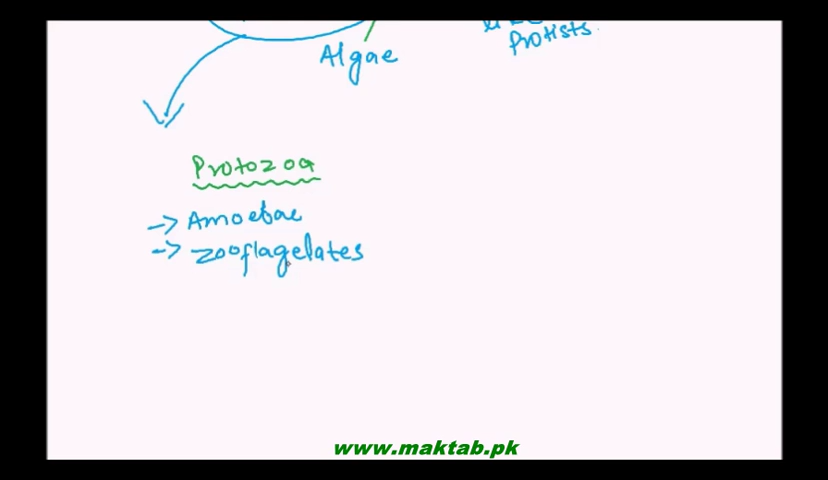 Protists.
Algae
Protozoa
→ Amoebae
→ Zooflagelates
www.maktab.pk